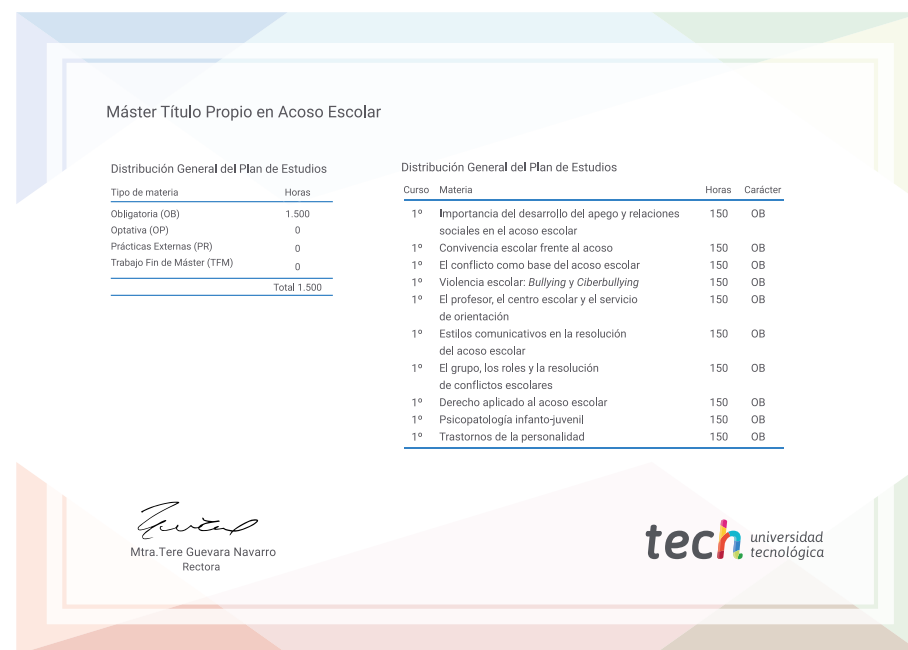 Máster Título Propio en Acoso Escolar
Distribución General del Plan de Estudios
Tipo de materia Horas
Obligatoria (OB) 1.500
Optativa (OP) 0
Prácticas Externas (PR) 0
Trabajo Fin de Máster (TFM) 0
Total 1.500
Distribución General del Plan de Estudios
Curso Materia Horas Carácter
1º Importancia del desarrollo del apego y relaciones 150 OB
sociales en el acoso escolar
1º Convivencia escolar frente al acoso 150 OB
1º El conflicto como base del acoso escolar 150 OB
1º Violencia escolar: Bullying y Ciberbullying 150 OB
1º El profesor, el centro escolar y el servicio 150 OB
de orientación
1º Estilos comunicativos en la resolución 150 OB
del acoso escolar
1º El grupo, los roles y la resolución 150 OB
de conflictos escolares
1º Derecho aplicado al acoso escolar 150 OB
1º Psicopatología infanto-juvenil 150 OB
1º Trastornos de la personalidad 150 OB
Mtra.Tere Guevara Navarro
Rectora
tech universidad
tecnológica